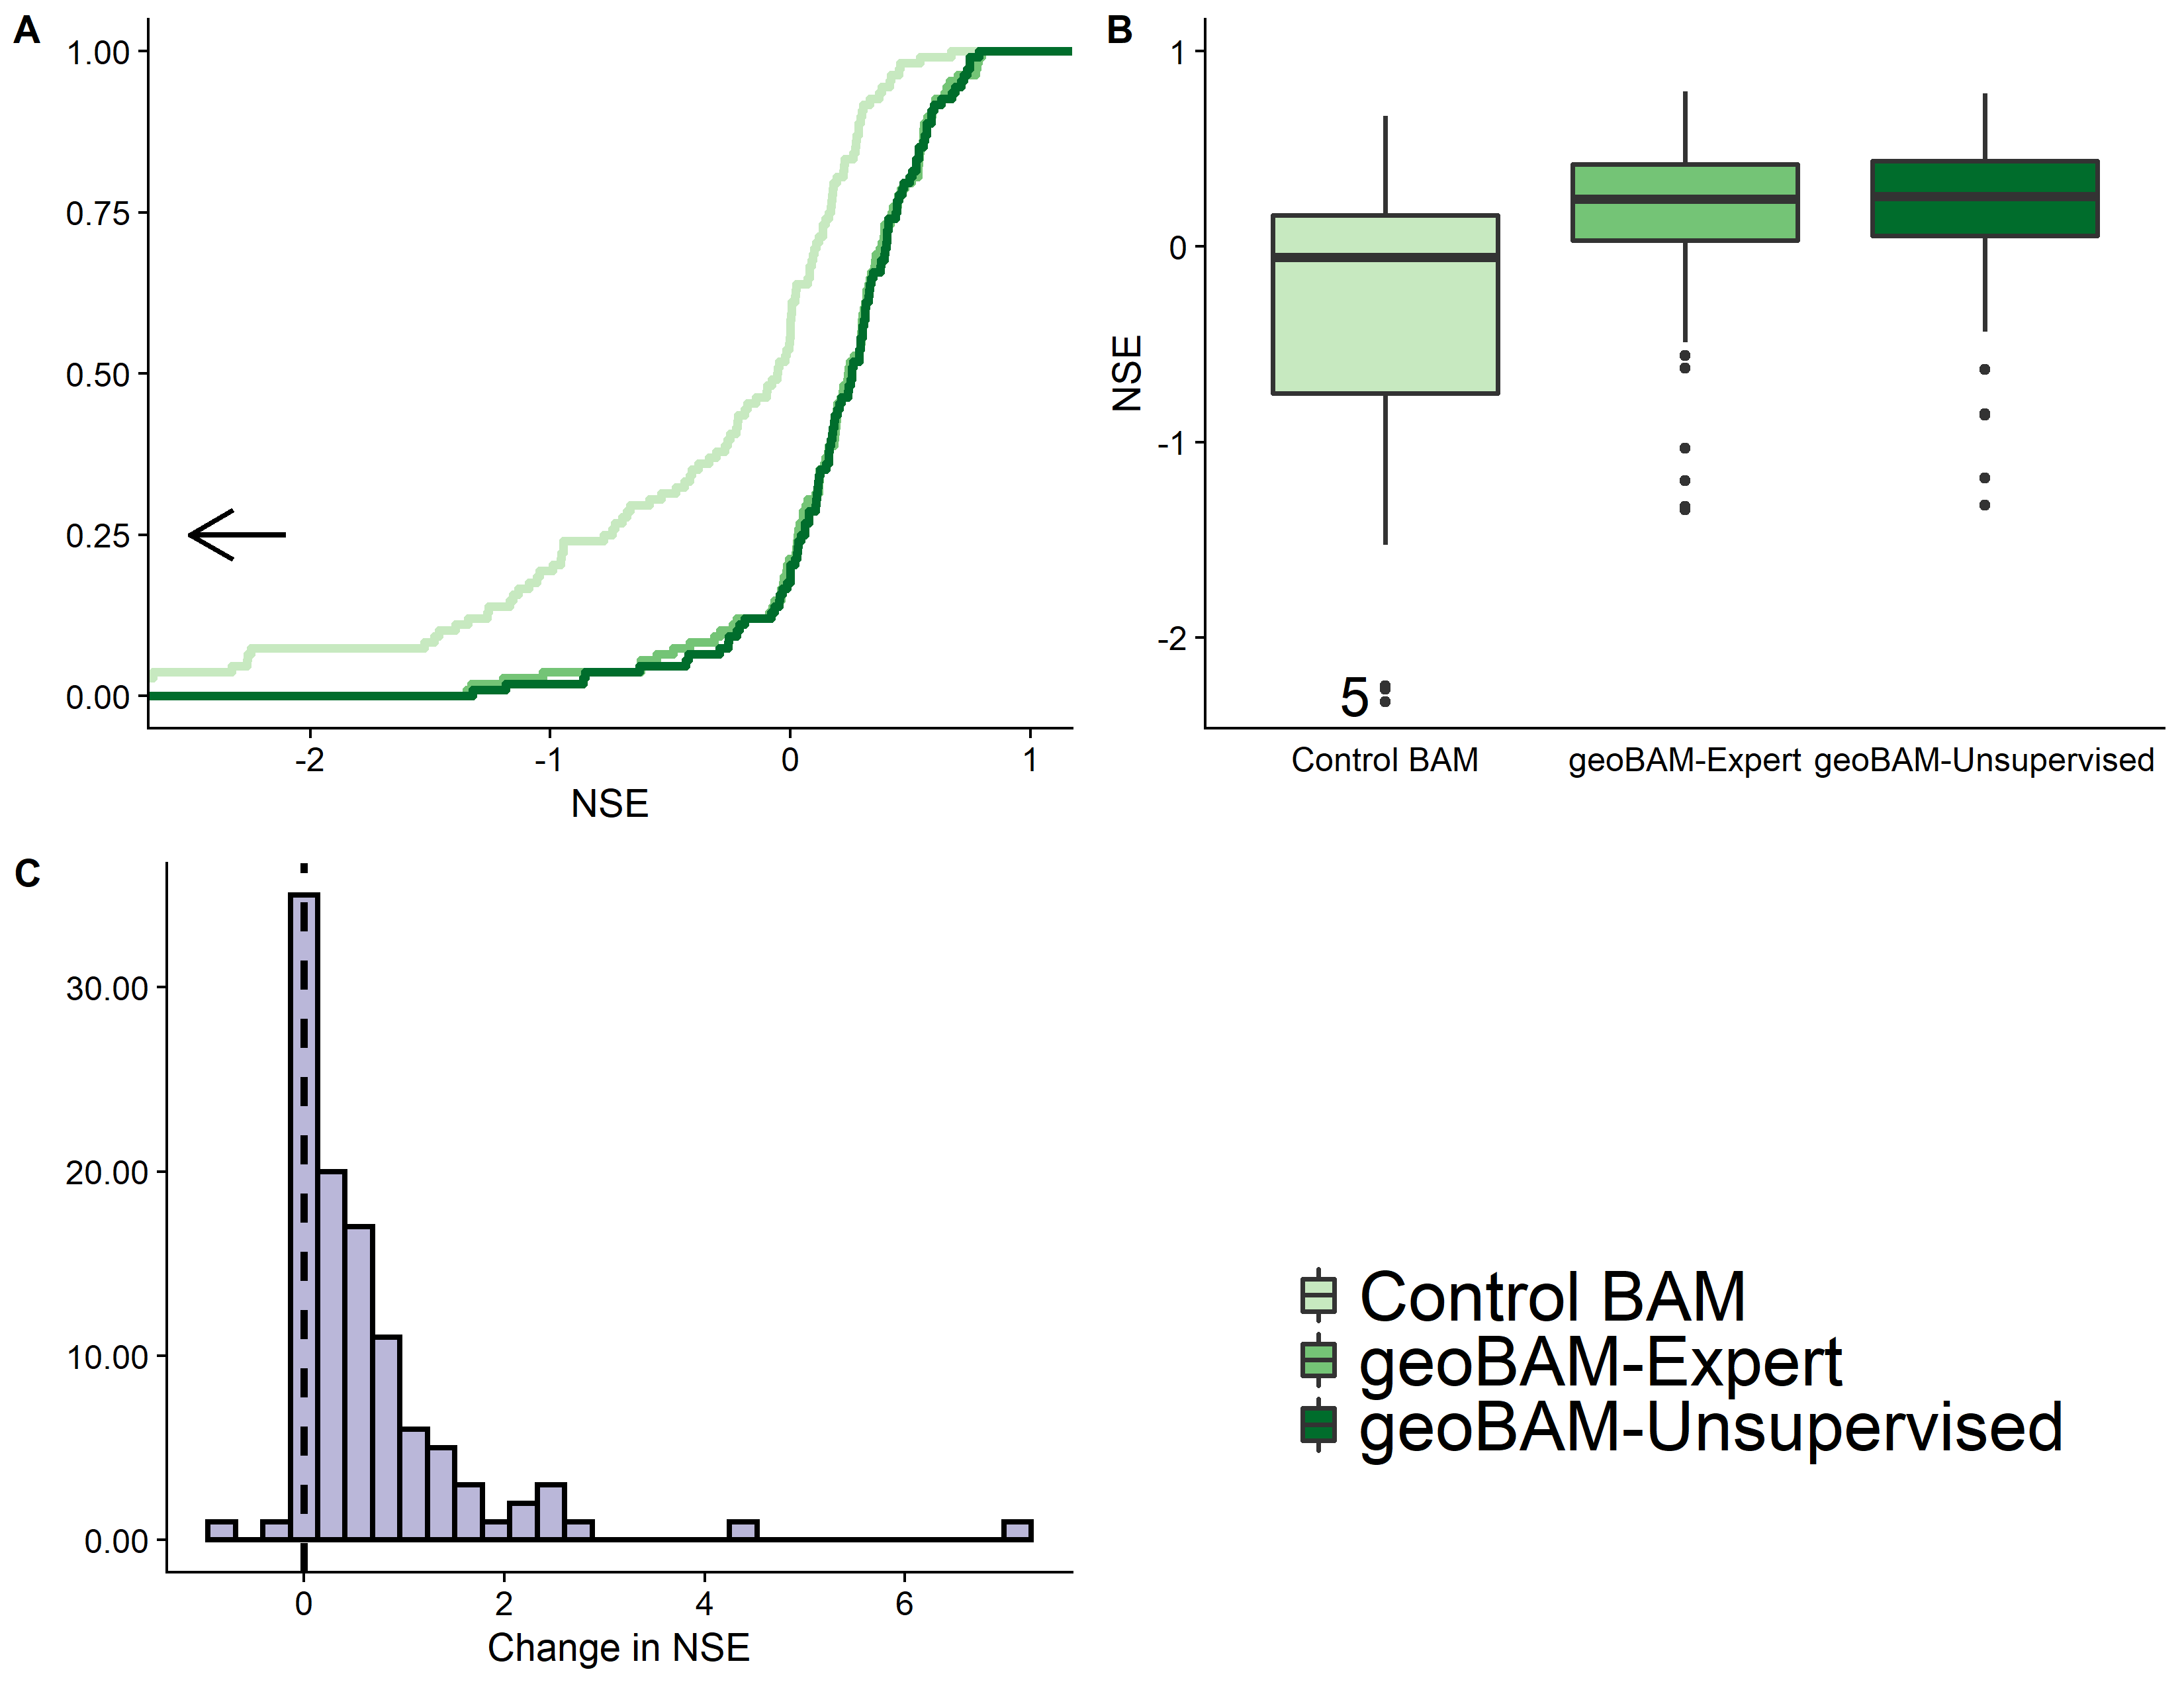 A
1.00
0.75
0.50
0.25
0.00
-2 -1 0 1
NSE
B
1
0
-1
-2
NSE
5
Control BAM geoBAM-Expert geoBAM-Unsupervised
C
30.00
20.00
10.00
0.00
0 2 4 6
Change in NSE
Control BAM
geoBAM-Expert
geoBAM-Unsupervised